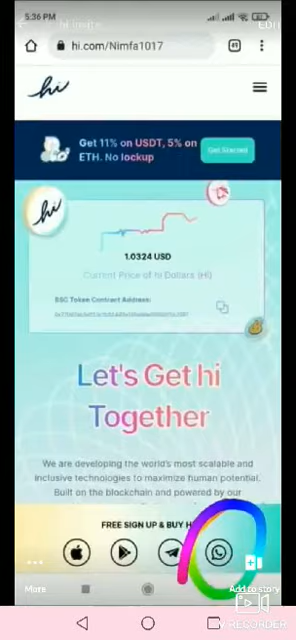 5:36 PM
hi.com/Nimfa1017
hi
Get 11% on USDT, 5% on
ETH. No lockup
Get Started
hi
1.0324 USD
Current Price of hi Dollars (HI)
BSC Token Contract Address:
Let's Get hi
Together
We are developing the world's most scalable and
inclusive technologies to maximize human potential.
Built on the blockchain and powered by our
FREE SIGN UP & BUY H
More
Add to story
RECORDER